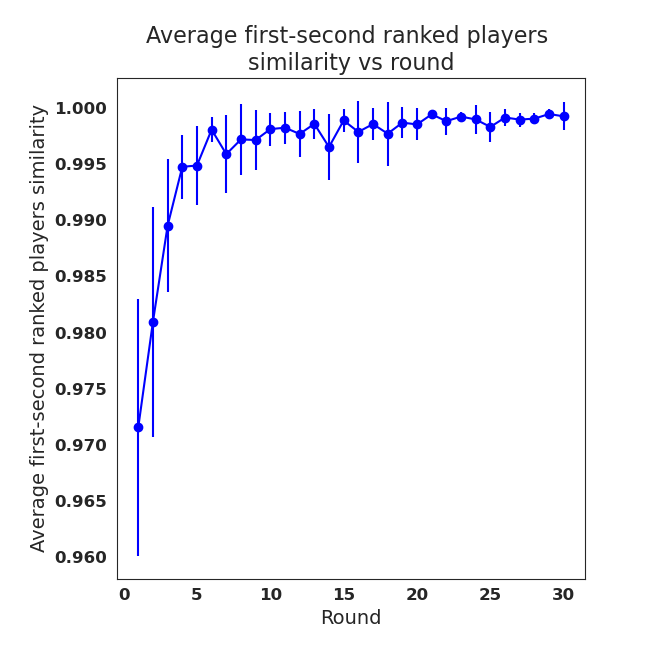 Average first-second ranked players
similarity vs round
Average first-second ranked players similarity
1.000
0.995
0.990
0.985
0.980
0.975
0.970
0.965
0.960
0 5 10 15 20 25 30
Round